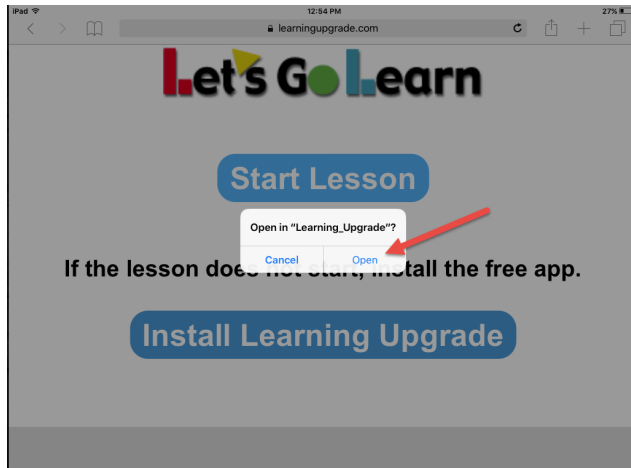 iPad 12:54 PM 27%
learningupgrade.com
Let's Go Learn
Start Lesson
Open in “Learning_Upgrade”?
Cancel Open
If the lesson does not start, install the free app.
Install Learning Upgrade